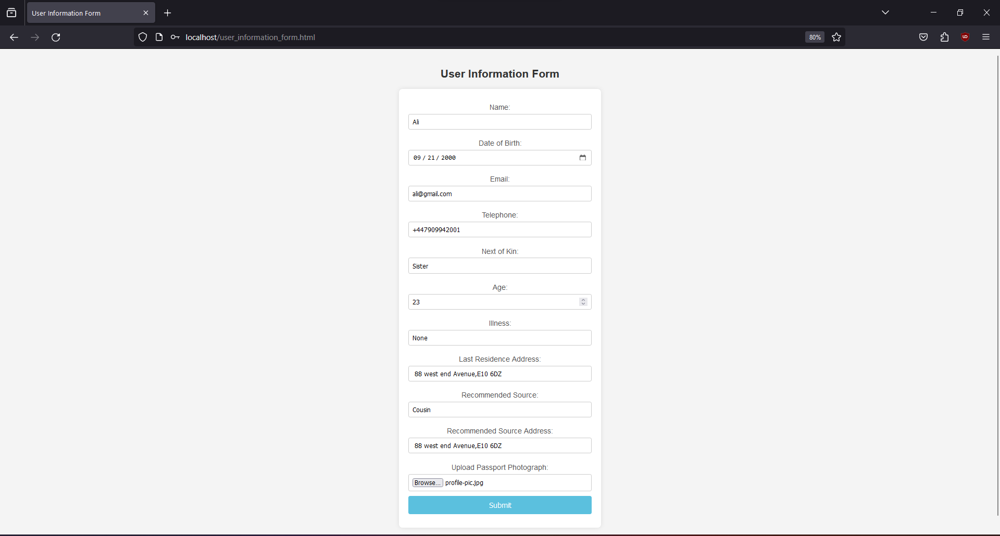 User Information Form
localhost/user_information_form.html
80%
User Information Form
Name:
Ali
Date of Birth:
09 / 21 / 2000
Email:
ali@gmail.com
Telephone:
+447909942001
Next of Kin:
Sister
Age:
23
Illness:
None
Last Residence Address:
88 west end Avenue,E10 6DZ
Recommended Source:
Cousin
Recommended Source Address:
88 west end Avenue,E10 6DZ
Upload Passport Photograph:
Browse... profile-pic.jpg
Submit